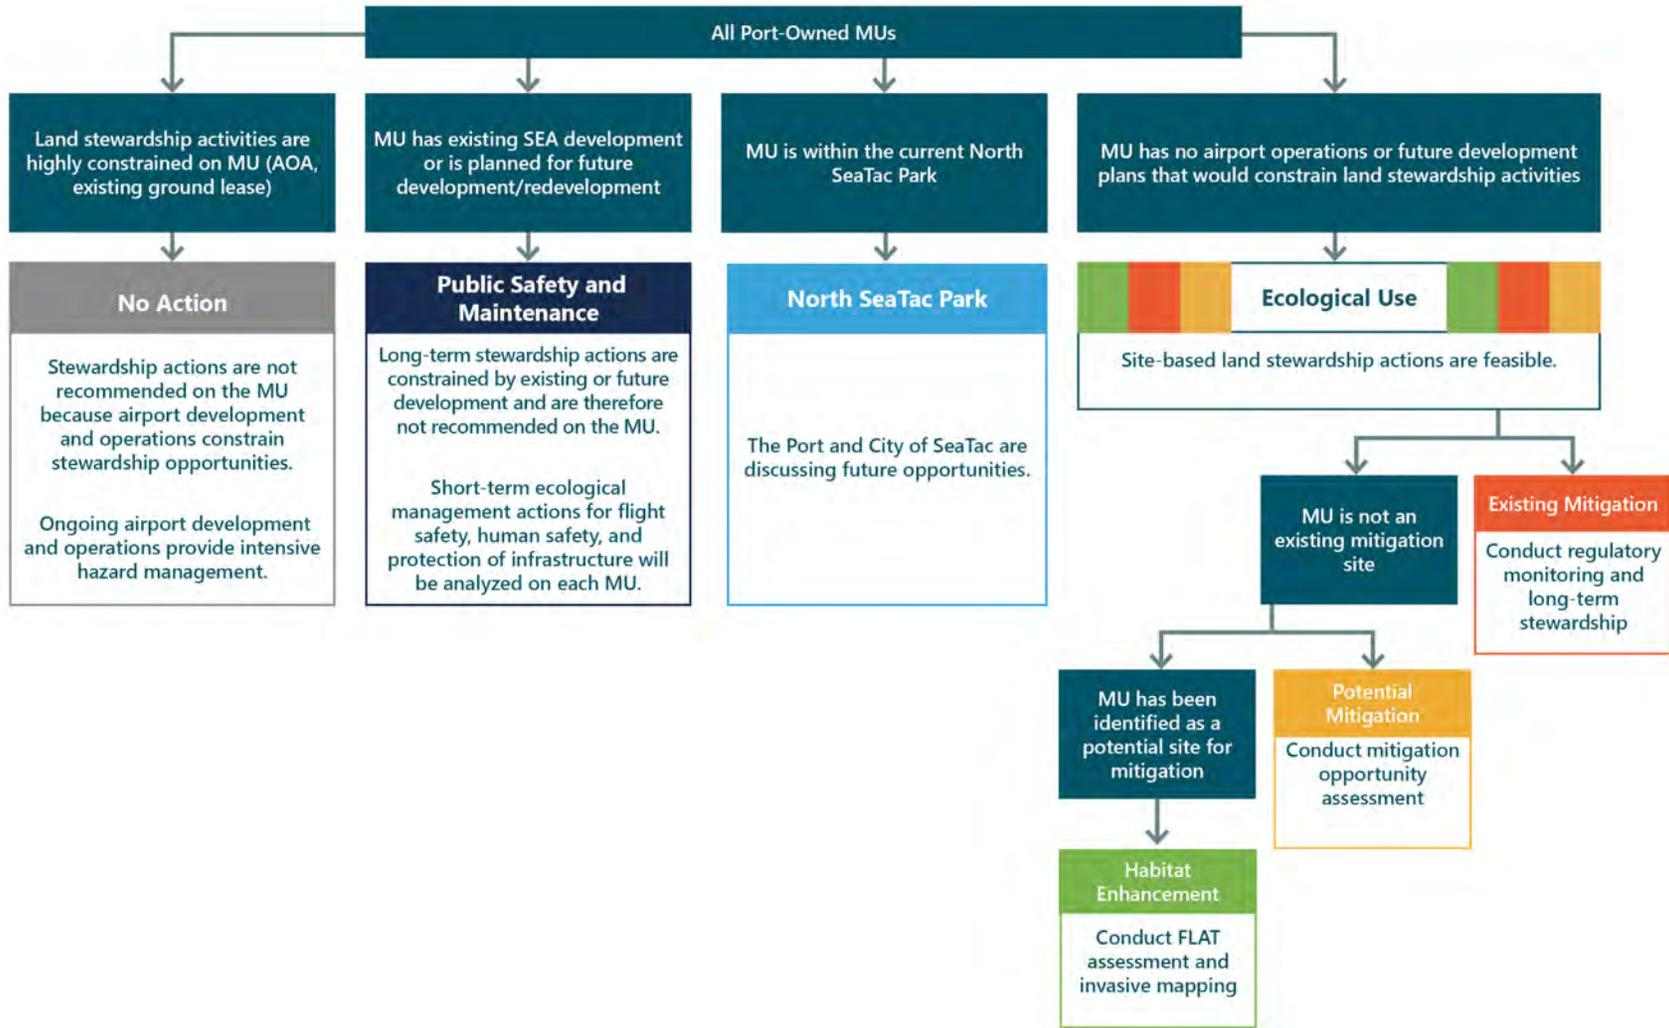 All Port-Owned MUs
Land stewardship activities are
highly constrained on MU (AOA,
existing ground lease)
MU has existing SEA development
or is planned for future
development/redevelopment
MU is within the current North
SeaTac Park
MU has no airport operations or future development
plans that would constrain land stewardship activities
No Action
Stewardship actions are not
recommended on the MU
because airport development
and operations constrain
stewardship opportunities.
Ongoing airport development
and operations provide intensive
hazard management.
Public Safety and
Maintenance
Long-term stewardship actions are
constrained by existing or future
development and are therefore
not recommended on the MU.
Short-term ecological
management actions for flight
safety, human safety, and
protection of infrastructure will
be analyzed on each MU.
North SeaTac Park
The Port and City of SeaTac are
discussing future opportunities.
Ecological Use
Site-based land stewardship actions are feasible.
MU is not an
existing mitigation
site
Existing Mitigation
Conduct regulatory
monitoring and
long-term
stewardship
MU has been
identified as a
potential site for
mitigation
Potential
Mitigation
Conduct mitigation
opportunity
assessment
Habitat
Enhancement
Conduct FLAT
assessment and
invasive mapping